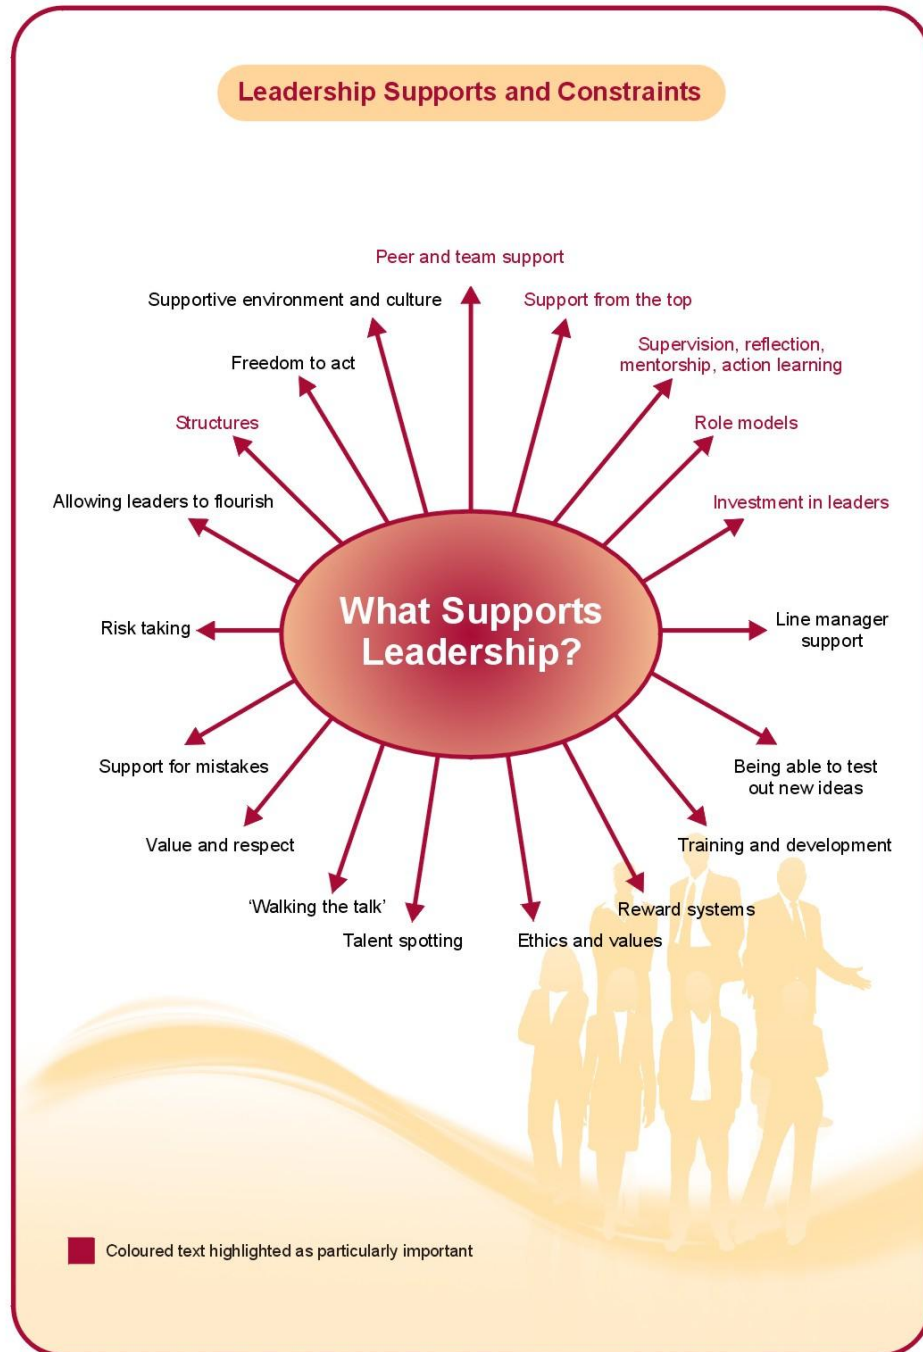 Leadership Supports and Constraints
Peer and team support
Supportive environment and culture
Support from the top
Freedom to act
Supervision, reflection,
mentorship, action learning
Structures
Role models
Allowing leaders to flourish
Investment in leaders
What Supports
Leadership?
Risk taking
Line manager
support
Support for mistakes
Being able to test
out new ideas
Value and respect
Training and development
‘Walking the talk’
Reward systems
Talent spotting
Ethics and values
Coloured text highlighted as particularly important